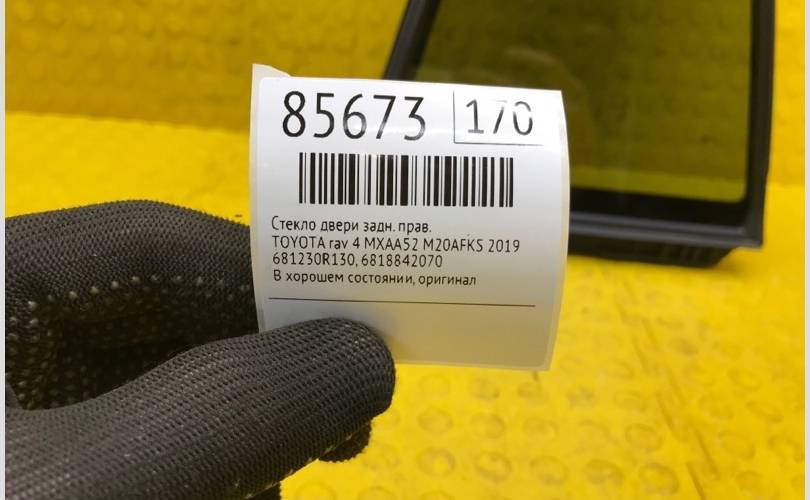 85673 170
Стекло двери задн. прав.
TOYOTA rav 4 MXAA52 M20AFKS 2019
681230R130, 6818842070
В хорошем состоянии, оригинал